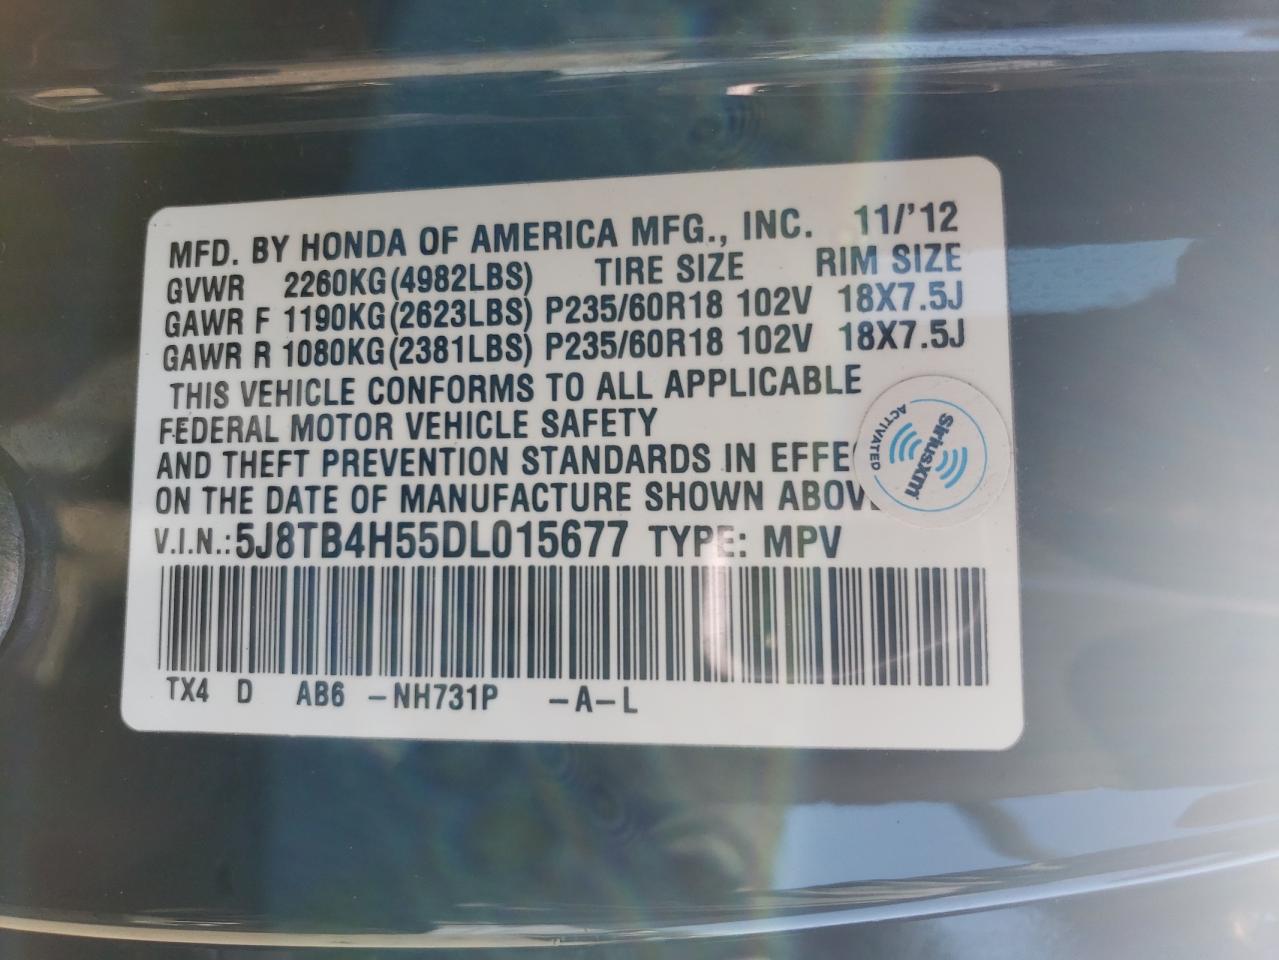 MFD. BY HONDA OF AMERICA MFG., INC. 11/'12
GVWR 2260KG(4982LBS) TIRE SIZE RIM SIZE
GAWR F 1190KG(2623LBS) P235/60R18 102V 18X7.5J
GAWR R 1080KG(2381LBS) P235/60R18 102V 18X7.5J
THIS VEHICLE CONFORMS TO ALL APPLICABLE
FEDERAL MOTOR VEHICLE SAFETY
AND THEFT PREVENTION STANDARDS IN EFFE
ON THE DATE OF MANUFACTURE SHOWN ABOV
SiriusXm
ACTIVATED
V.I.N.:5J8TB4H55DL015677 TYPE: MPV
TX4 D AB6 -NH731P -A-L